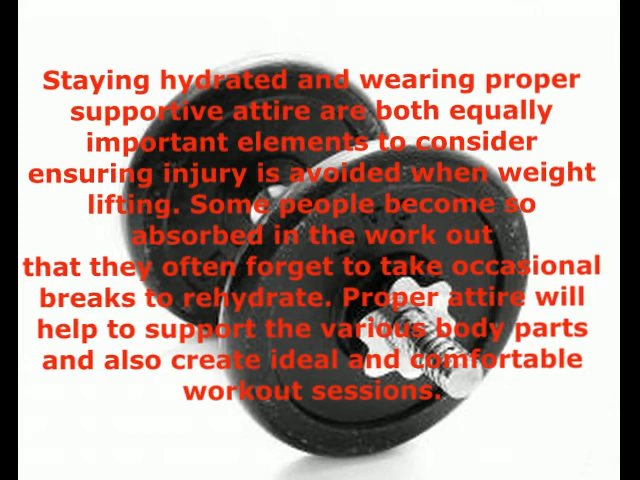 Staying hydrated and wearing proper
supportive attire are both equally
important elements to consider
ensuring injury is avoided when weight
lifting. Some people become so
absorbed in the work out
that they often forget to take occasional
breaks to rehydrate. Proper attire will
help to support the various body parts
and also create ideal and comfortable
workout sessions.